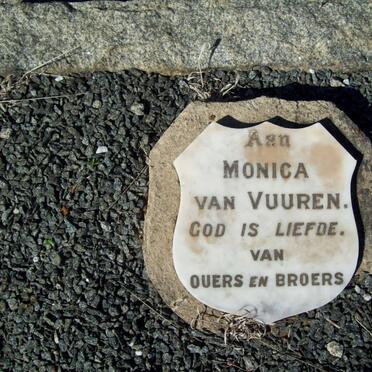 Aan
MONICA
VAN VUUREN.
GOD IS LIEFDE.
VAN
OUERS EN BROERS